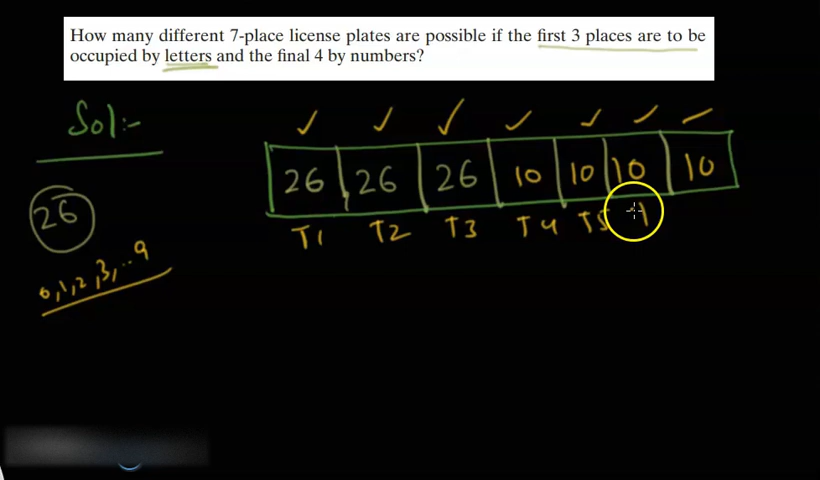 How many different 7-place license plates are possible if the first 3 places are to be
occupied by letters and the final 4 by numbers?
Sol:-
26 26 26 10 10 10 10
T1 T2 T3 T4 T5
26
0,1,2,3,..9